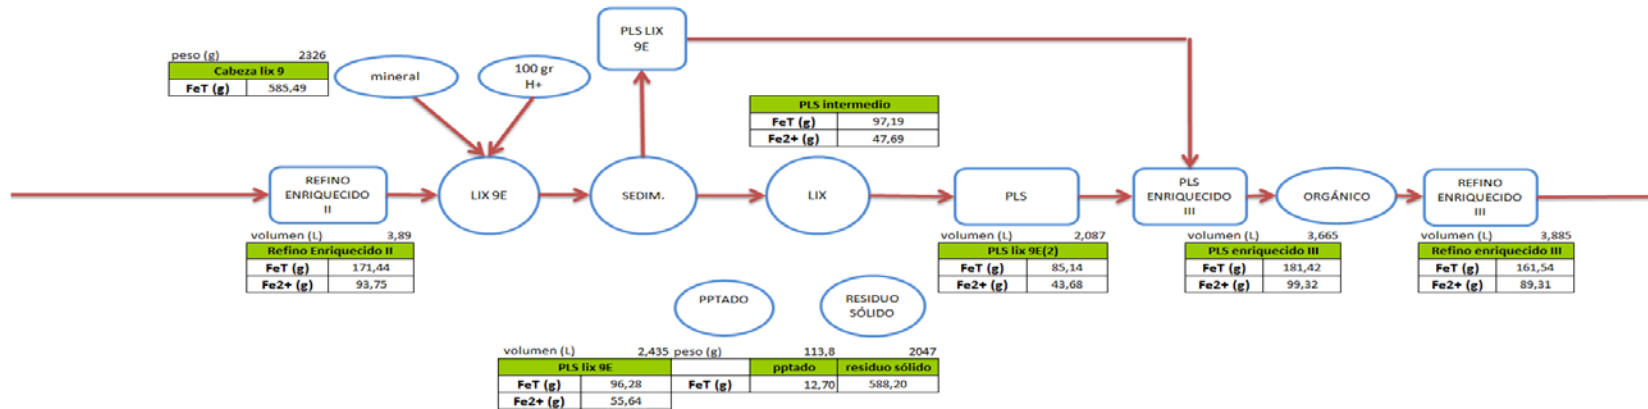 PLS LIX
9E
peso (g) 2326
Cabeza lix 9
FeT (g) 585,49
mineral
100 gr
H+
PLS intermedio
FeT (g) 97,19
Fe2+ (g) 47,69
REFINO
ENRIQUECIDO
II
LIX 9E
SEDIM.
LIX
PLS
PLS
ENRIQUECIDO
III
ORGÁNICO
REFINO
ENRIQUECIDO
III
volumen (L) 3,89
Refino Enriquecido II
FeT (g) 171,44
Fe2+ (g) 93,75
volumen (L) 2,087
PLS lix 9E(2)
FeT (g) 85,14
Fe2+ (g) 43,68
volumen (L) 3,665
PLS enriquecido III
FeT (g) 181,42
Fe2+ (g) 99,32
volumen (L) 3,885
Refino enriquecido III
FeT (g) 161,54
Fe2+ (g) 89,31
PPTADO
RESIDUO
SÓLIDO
volumen (L) 2,435 peso (g) 113,8 2047
PLS lix 9E pptado residuo sólido
FeT (g) 96,28 FeT (g) 12,70 588,20
Fe2+ (g) 55,64